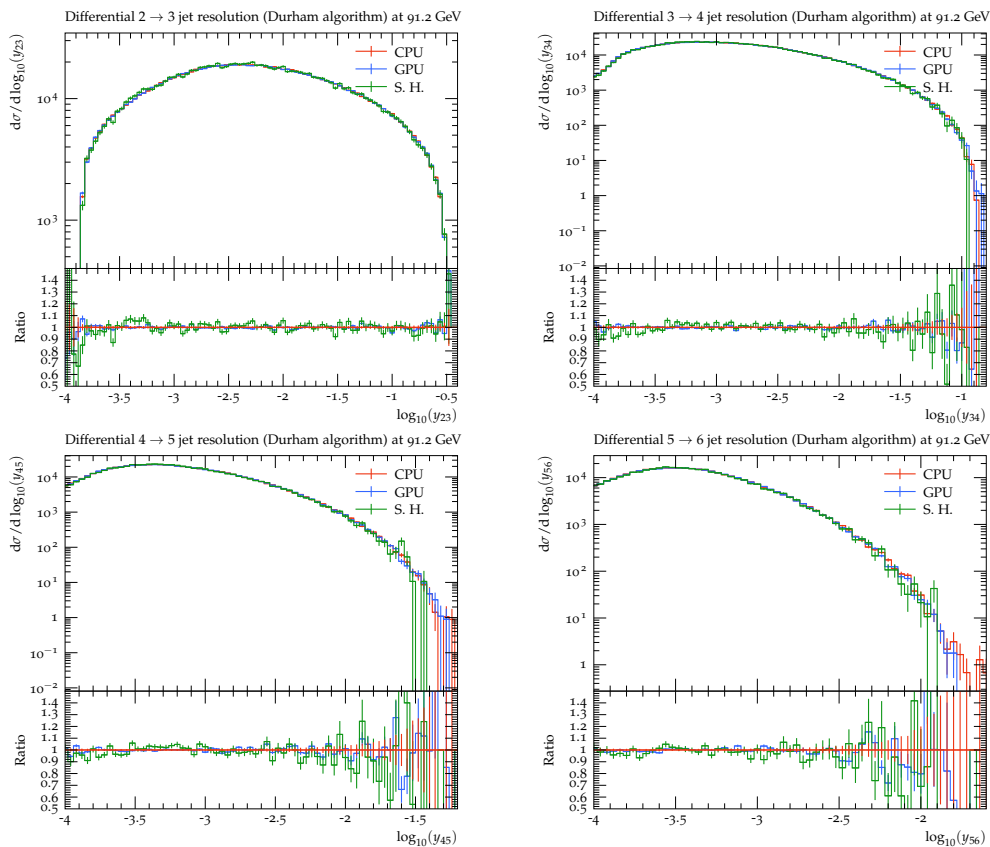 Differential 2 → 3 jet resolution (Durham algorithm) at 91.2 GeV
CPU
GPU
S. H.
10^4
10^3
dσ / d log10(y23)
1.4
1.3
1.2
1.1
1
0.9
0.8
0.7
0.6
0.5
Ratio
-4 -3.5 -3 -2.5 -2 -1.5 -1 -0.5
log10(y23)
Differential 3 → 4 jet resolution (Durham algorithm) at 91.2 GeV
CPU
GPU
S. H.
10^4
10^3
10^2
10^1
1
10^−1
10^−2
dσ / d log10(y34)
1.4
1.3
1.2
1.1
1
0.9
0.8
0.7
0.6
0.5
Ratio
-4 -3.5 -3 -2.5 -2 -1.5 -1
log10(y34)
Differential 4 → 5 jet resolution (Durham algorithm) at 91.2 GeV
CPU
GPU
S. H.
10^4
10^3
10^2
10^1
1
10^−1
10^−2
dσ / d log10(y45)
1.4
1.3
1.2
1.1
1
0.9
0.8
0.7
0.6
0.5
Ratio
-4 -3.5 -3 -2.5 -2 -1.5
log10(y45)
Differential 5 → 6 jet resolution (Durham algorithm) at 91.2 GeV
CPU
GPU
S. H.
10^4
10^3
10^2
10^1
1
dσ / d log10(y56)
1.4
1.3
1.2
1.1
1
0.9
0.8
0.7
0.6
0.5
Ratio
-4 -3.5 -3 -2.5 -2
log10(y56)